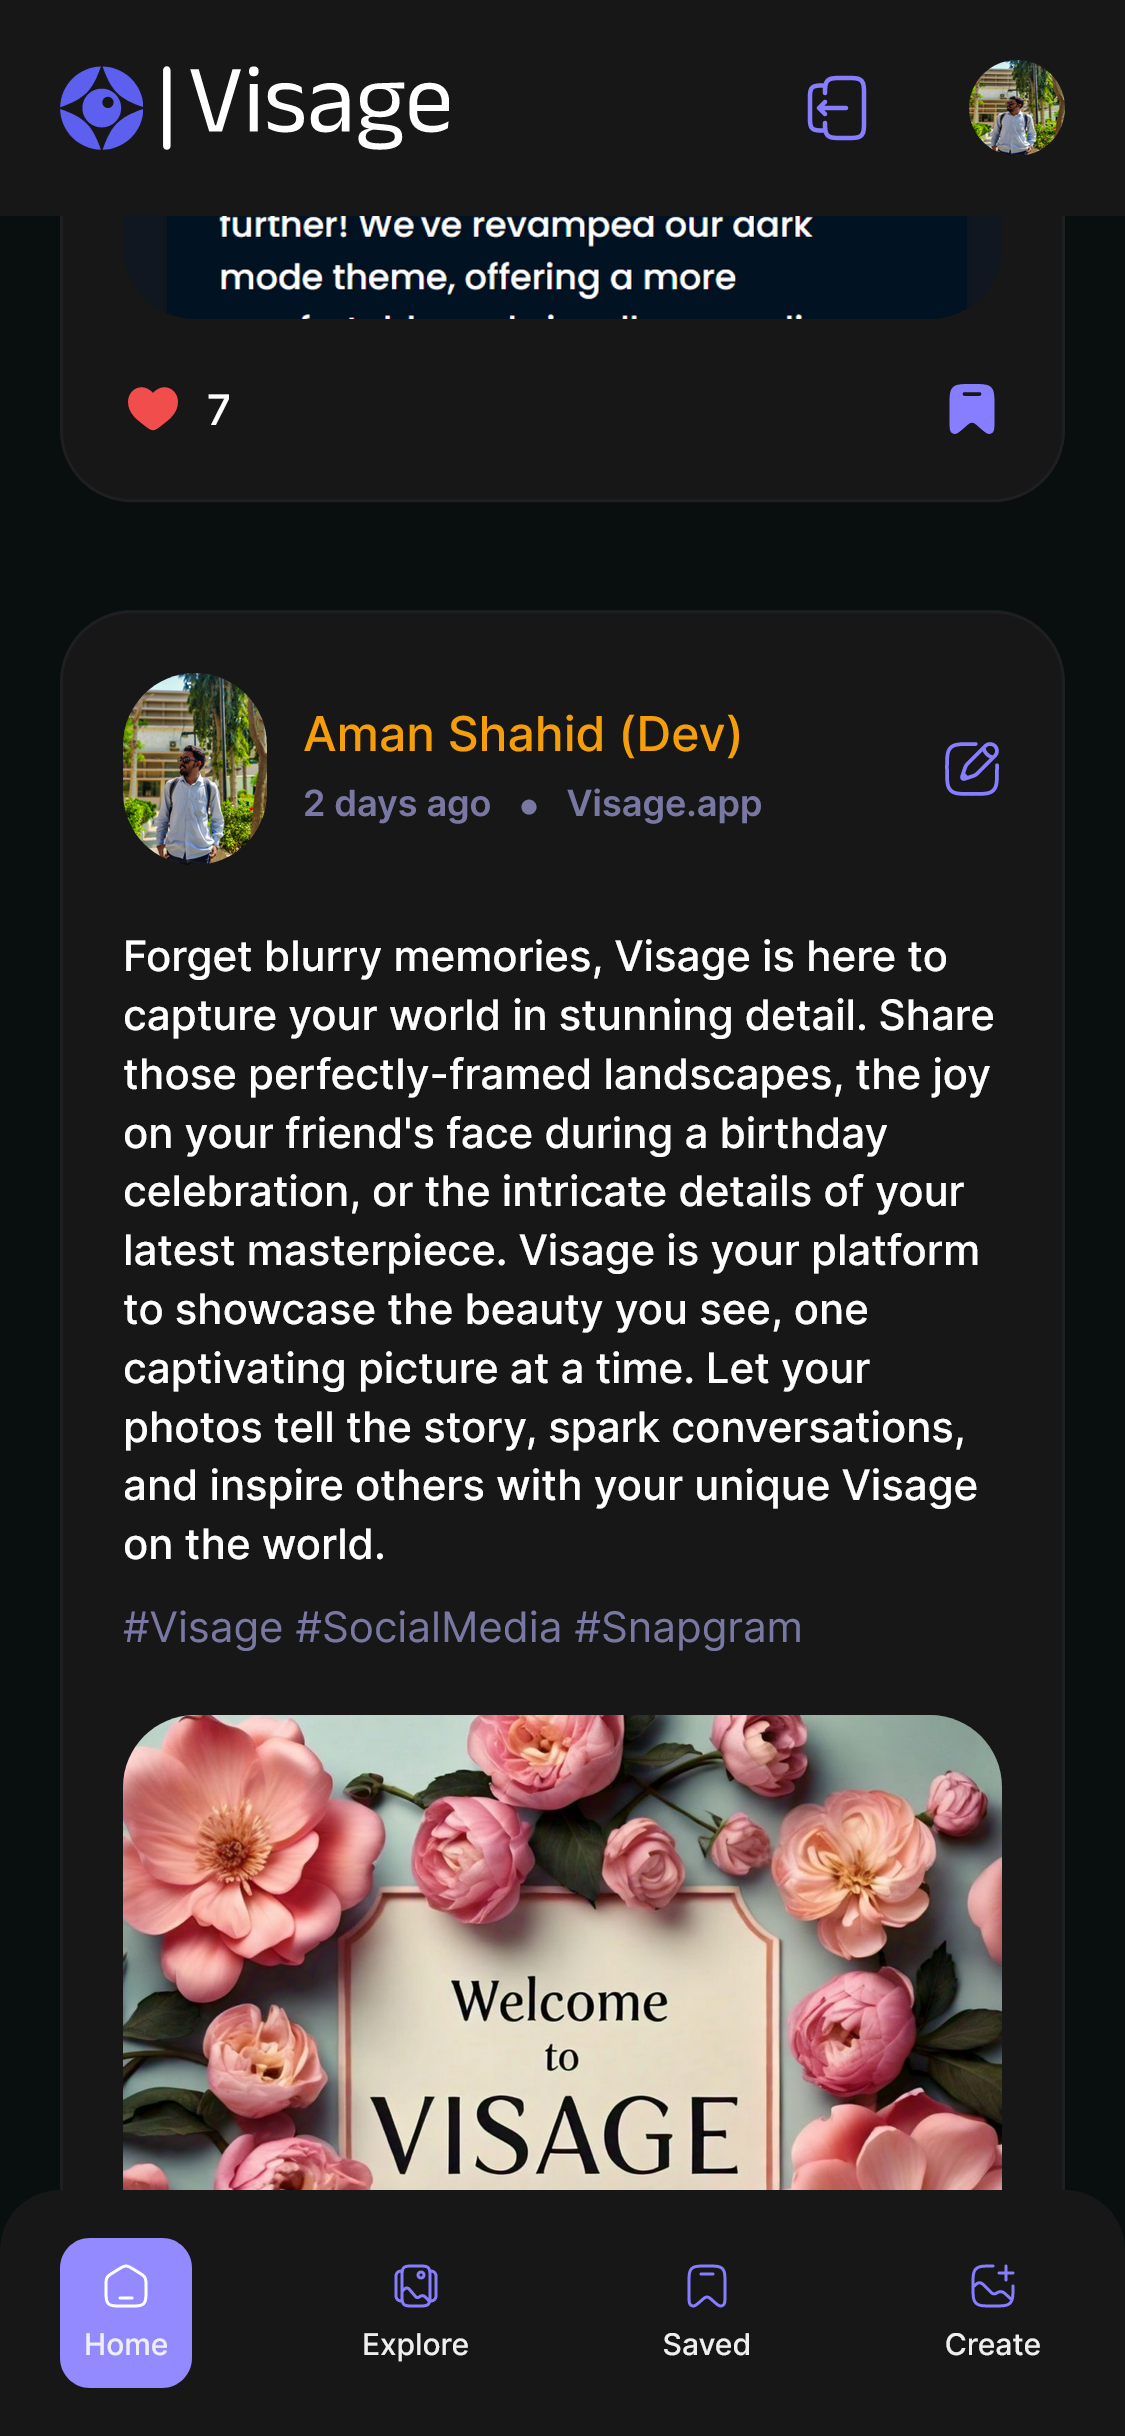 | Visage
further! We've revamped our dark
mode theme, offering a more
7
Aman Shahid (Dev)
2 days ago • Visage.app
Forget blurry memories, Visage is here to
capture your world in stunning detail. Share
those perfectly-framed landscapes, the joy
on your friend's face during a birthday
celebration, or the intricate details of your
latest masterpiece. Visage is your platform
to showcase the beauty you see, one
captivating picture at a time. Let your
photos tell the story, spark conversations,
and inspire others with your unique Visage
on the world.
#Visage #SocialMedia #Snapgram
Welcome
to
VISAGE
Home
Explore
Saved
Create